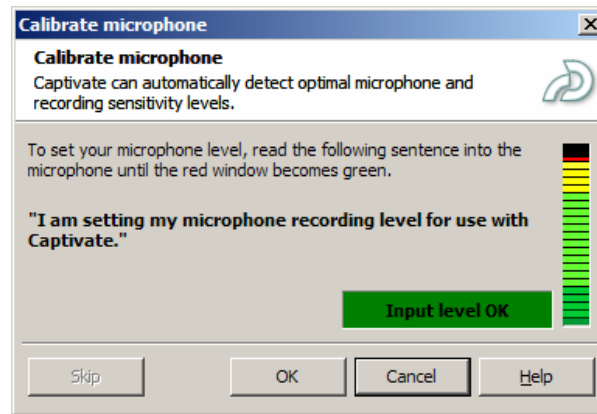 Calibrate microphone
Calibrate microphone
Captivate can automatically detect optimal microphone and
recording sensitivity levels.
To set your microphone level, read the following sentence into the
microphone until the red window becomes green.
"I am setting my microphone recording level for use with
Captivate."
Input level OK
Skip
OK
Cancel
Help